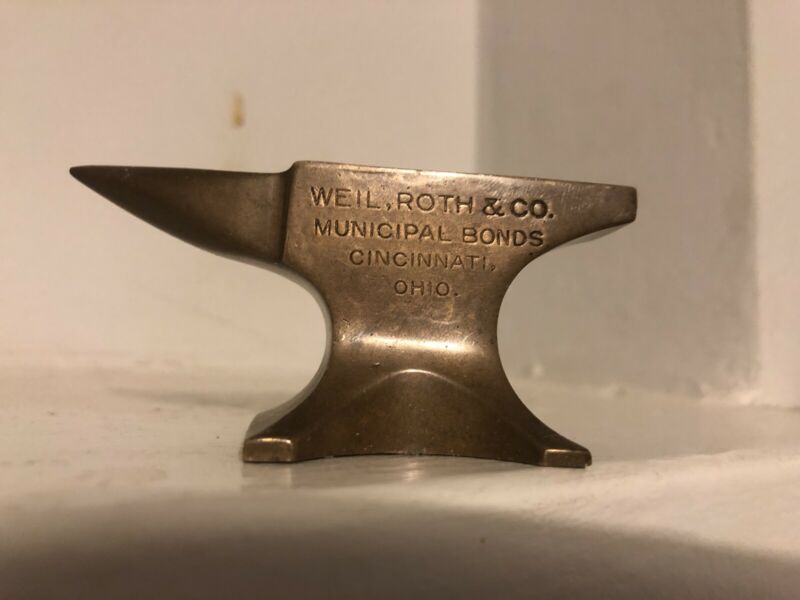 WEIL, ROTH & CO.
MUNICIPAL BONDS
CINCINNATI,
OHIO.